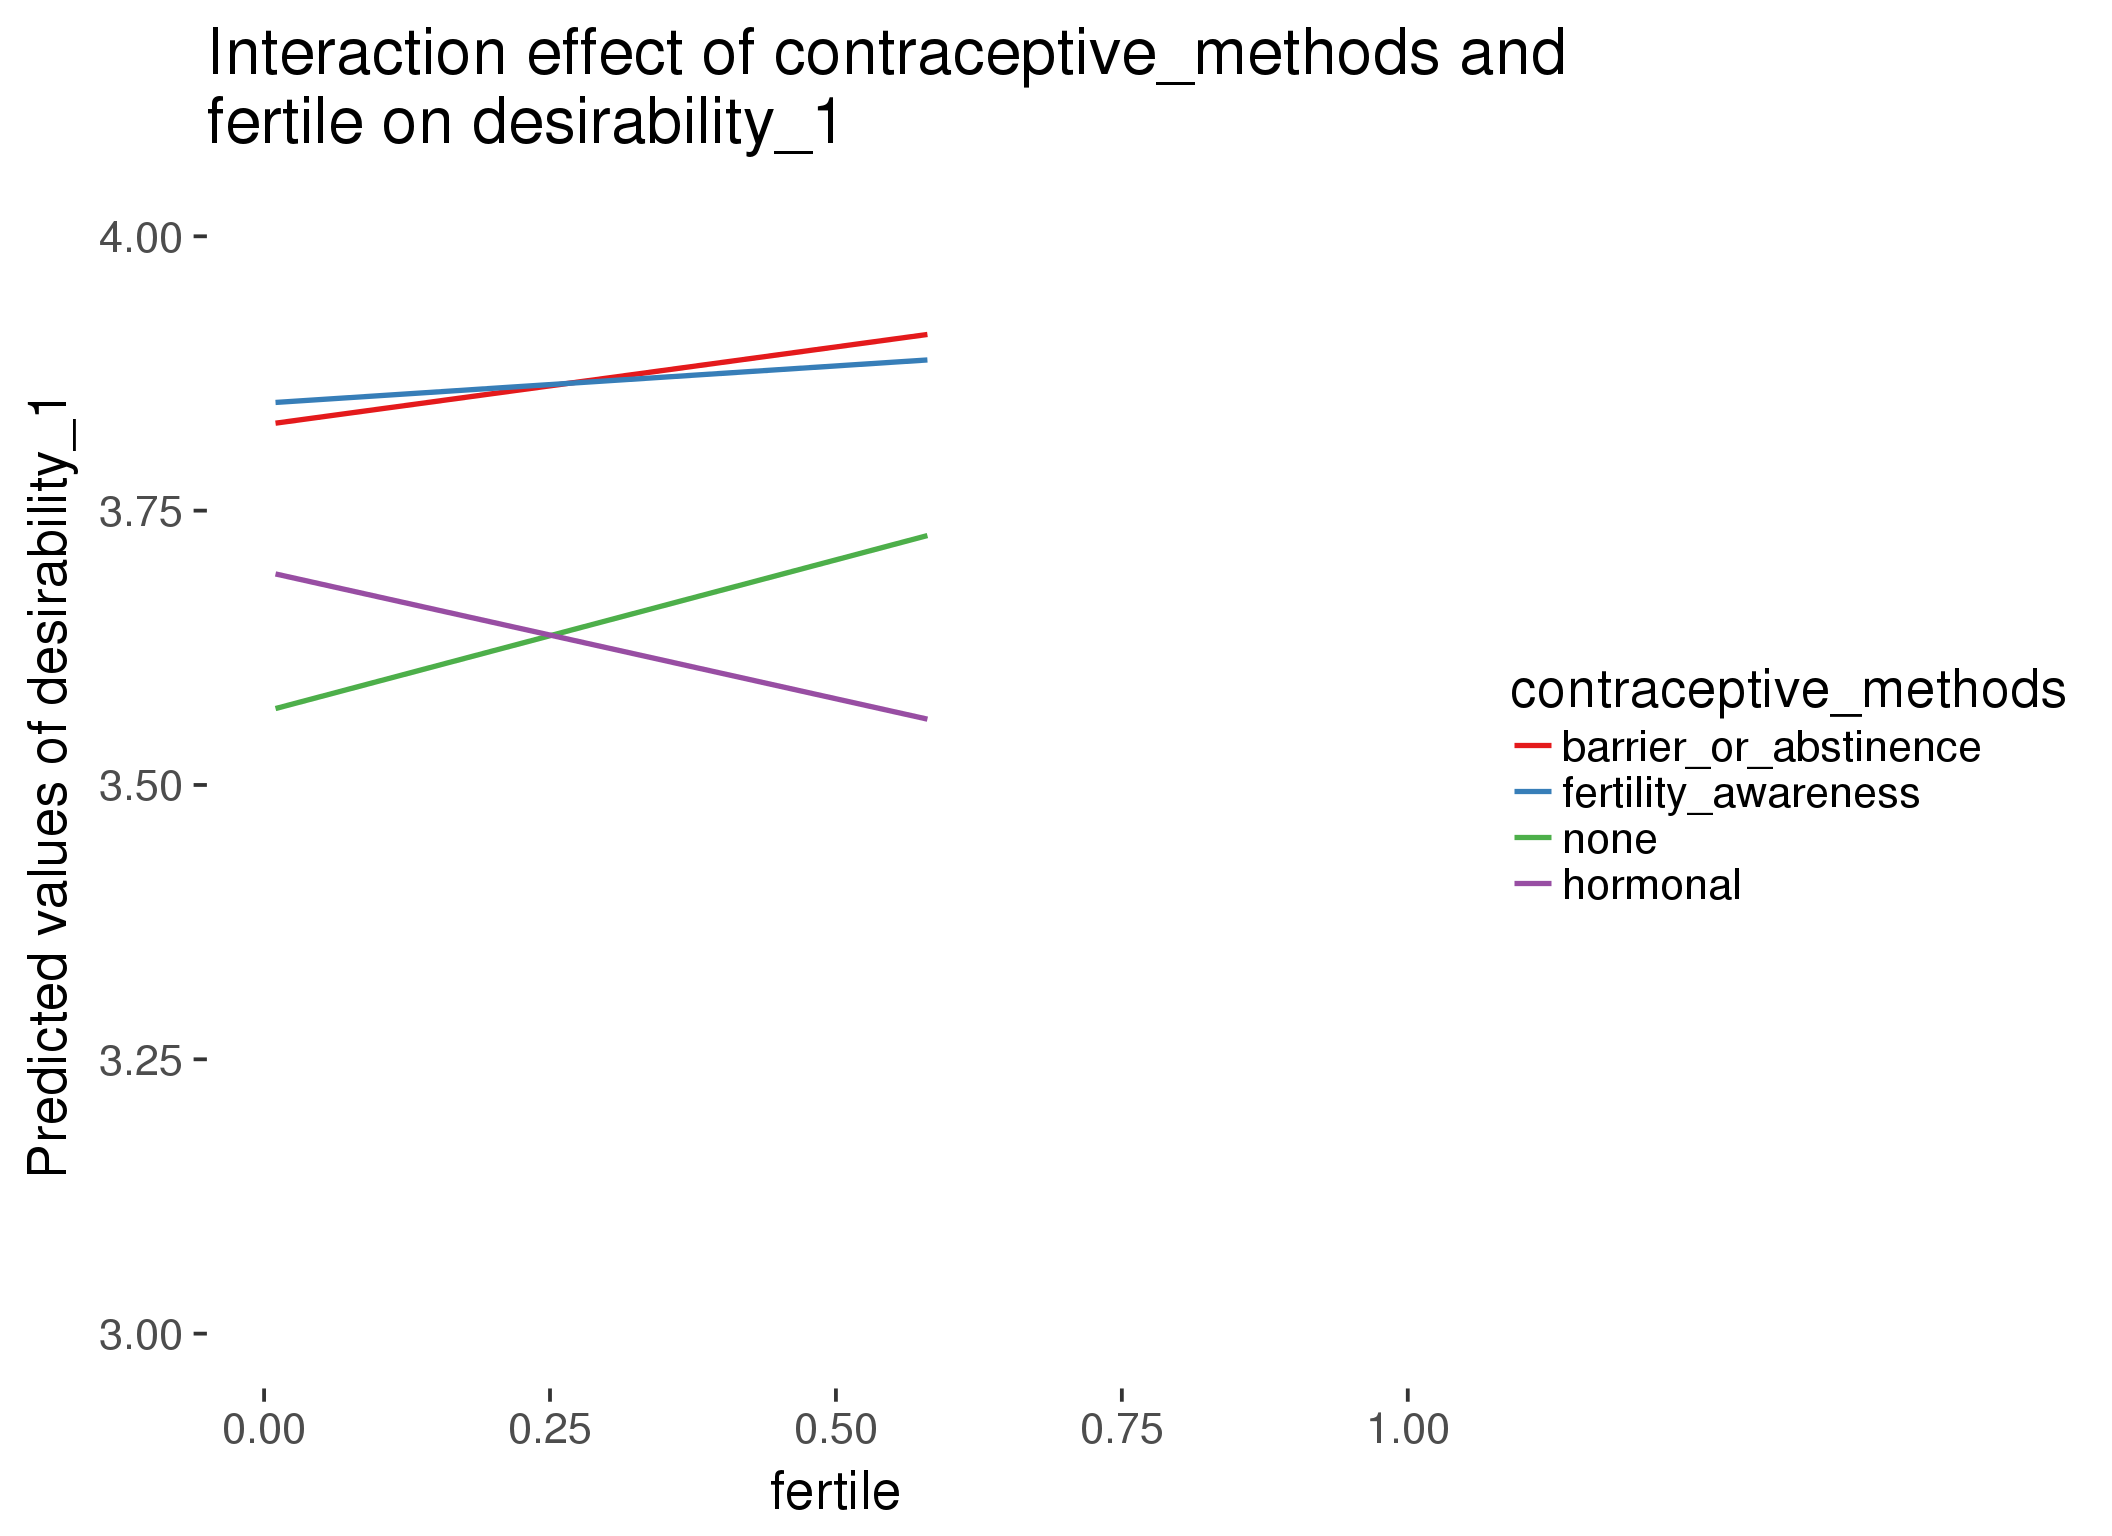 Interaction effect of contraceptive_methods and
fertile on desirability_1
Predicted values of desirability_1
4.00
3.75
3.50
3.25
3.00
0.00
0.25
0.50
0.75
1.00
fertile
contraceptive_methods
barrier_or_abstinence
fertility_awareness
none
hormonal